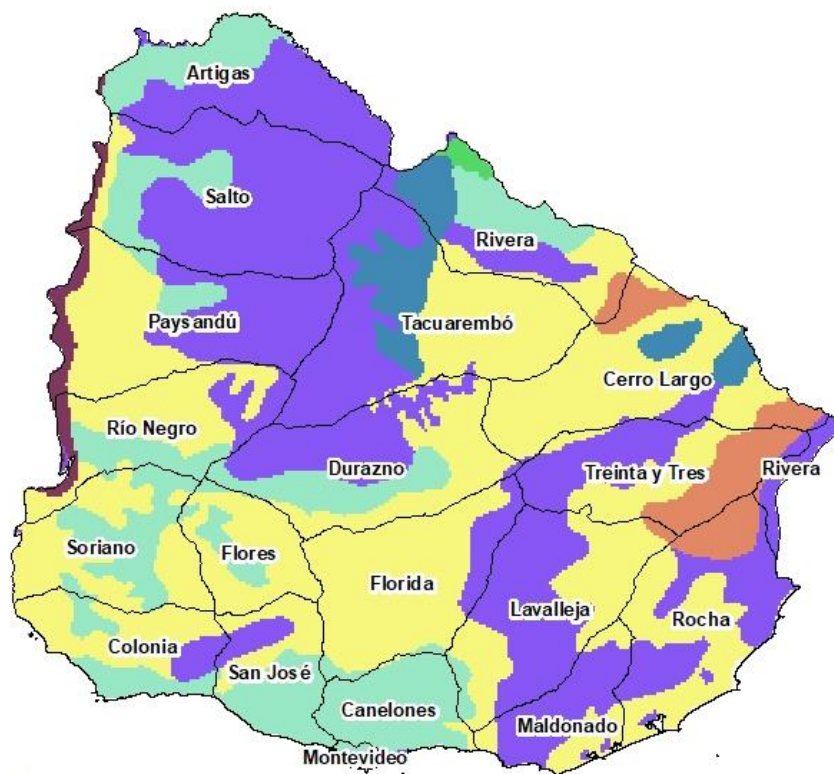 Artigas
Salto
Rivera
Paysandú
Tacuarembó
Cerro Largo
Río Negro
Durazno
Treinta y Tres
Rivera
Soriano
Flores
Florida
Lavalleja
Rocha
Colonia
San José
Canelones
Maldonado
Montevideo